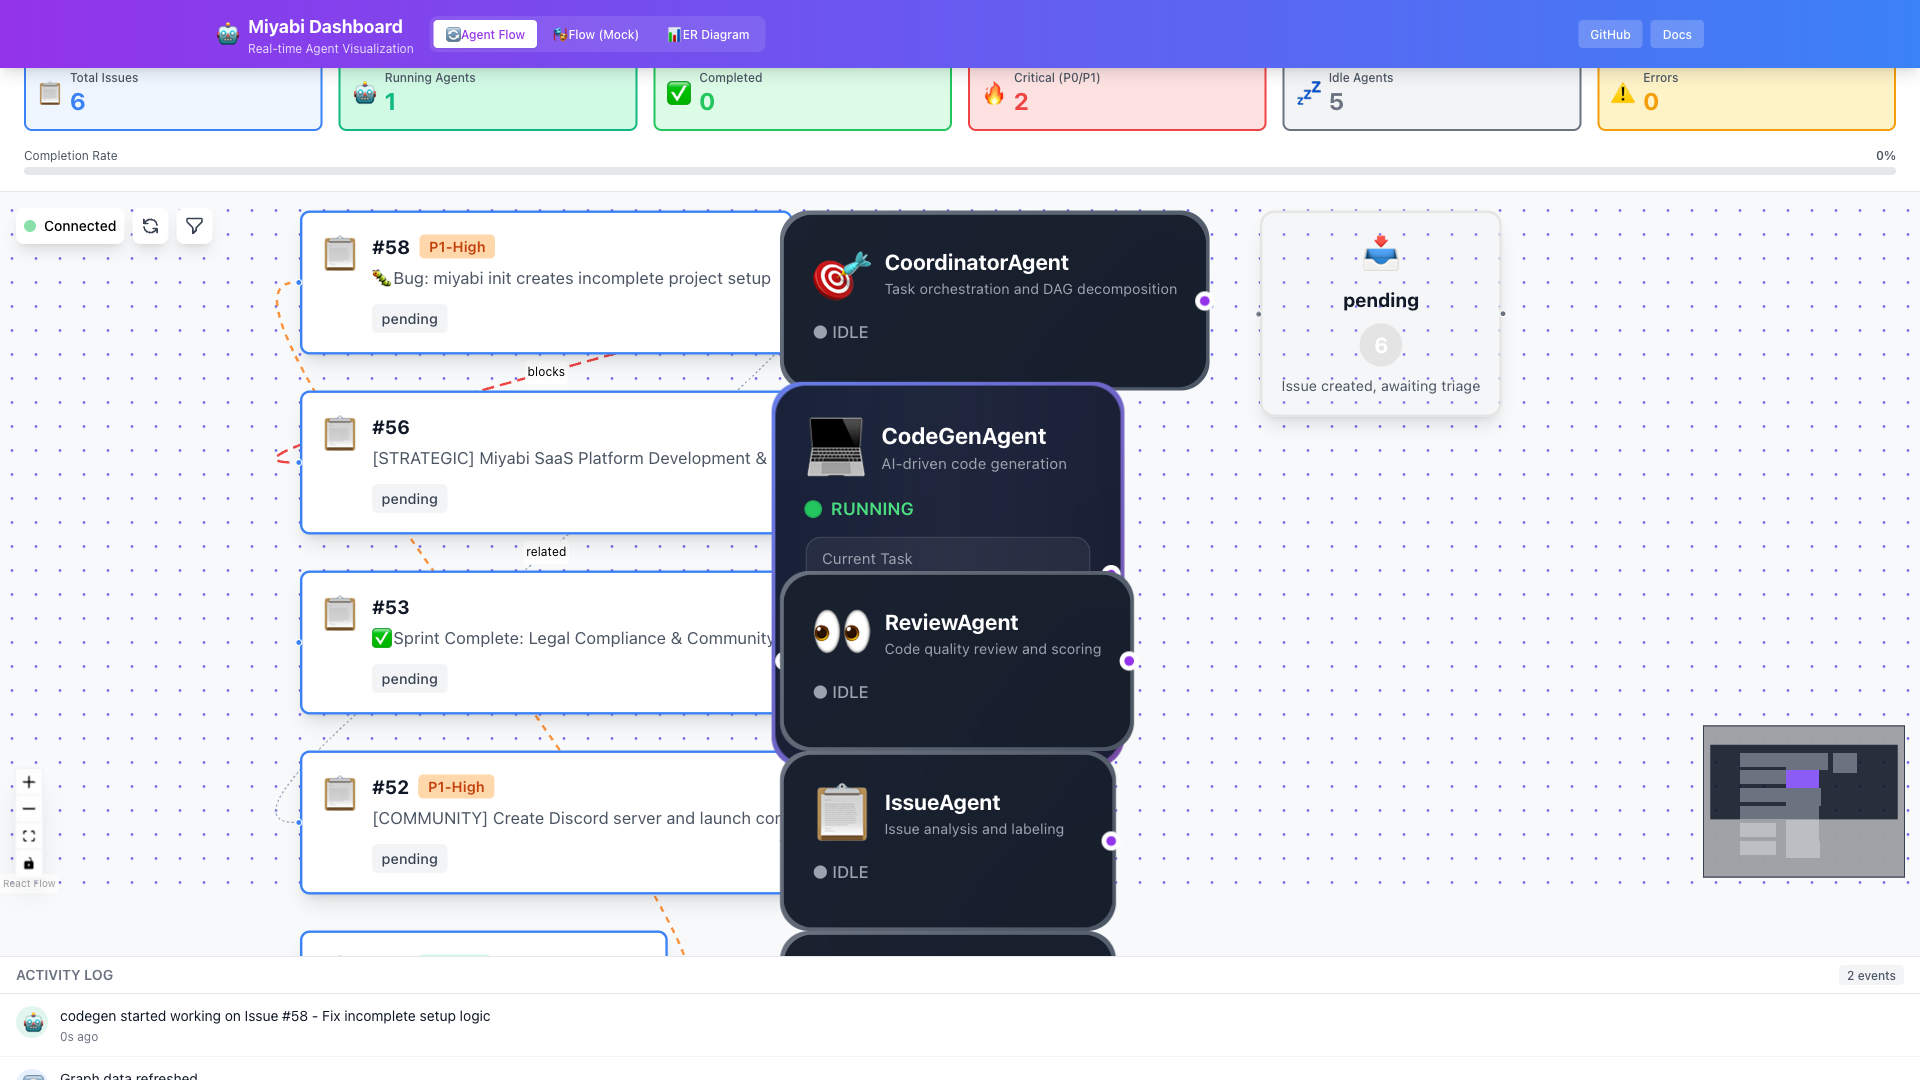 Miyabi Dashboard
Real-time Agent Visualization
Agent Flow
Flow (Mock)
ER Diagram
GitHub
Docs
Total Issues
6
Running Agents
1
Completed
0
Critical (P0/P1)
2
Idle Agents
5
Errors
0
Completion Rate
0%
Connected
#58 P1-High
Bug: miyabi init creates incomplete project setup
pending
blocks
#56
[STRATEGIC] Miyabi SaaS Platform Development &
pending
related
#53
Sprint Complete: Legal Compliance & Community
pending
#52 P1-High
[COMMUNITY] Create Discord server and launch
pending
CoordinatorAgent
Task orchestration and DAG decomposition
IDLE
CodeGenAgent
AI-driven code generation
RUNNING
Current Task
ReviewAgent
Code quality review and scoring
IDLE
IssueAgent
Issue analysis and labeling
IDLE
pending
6
Issue created, awaiting triage
React Flow
ACTIVITY LOG
2 events
codegen started working on Issue #58 - Fix incomplete setup logic
0s ago
Graph data refreshed